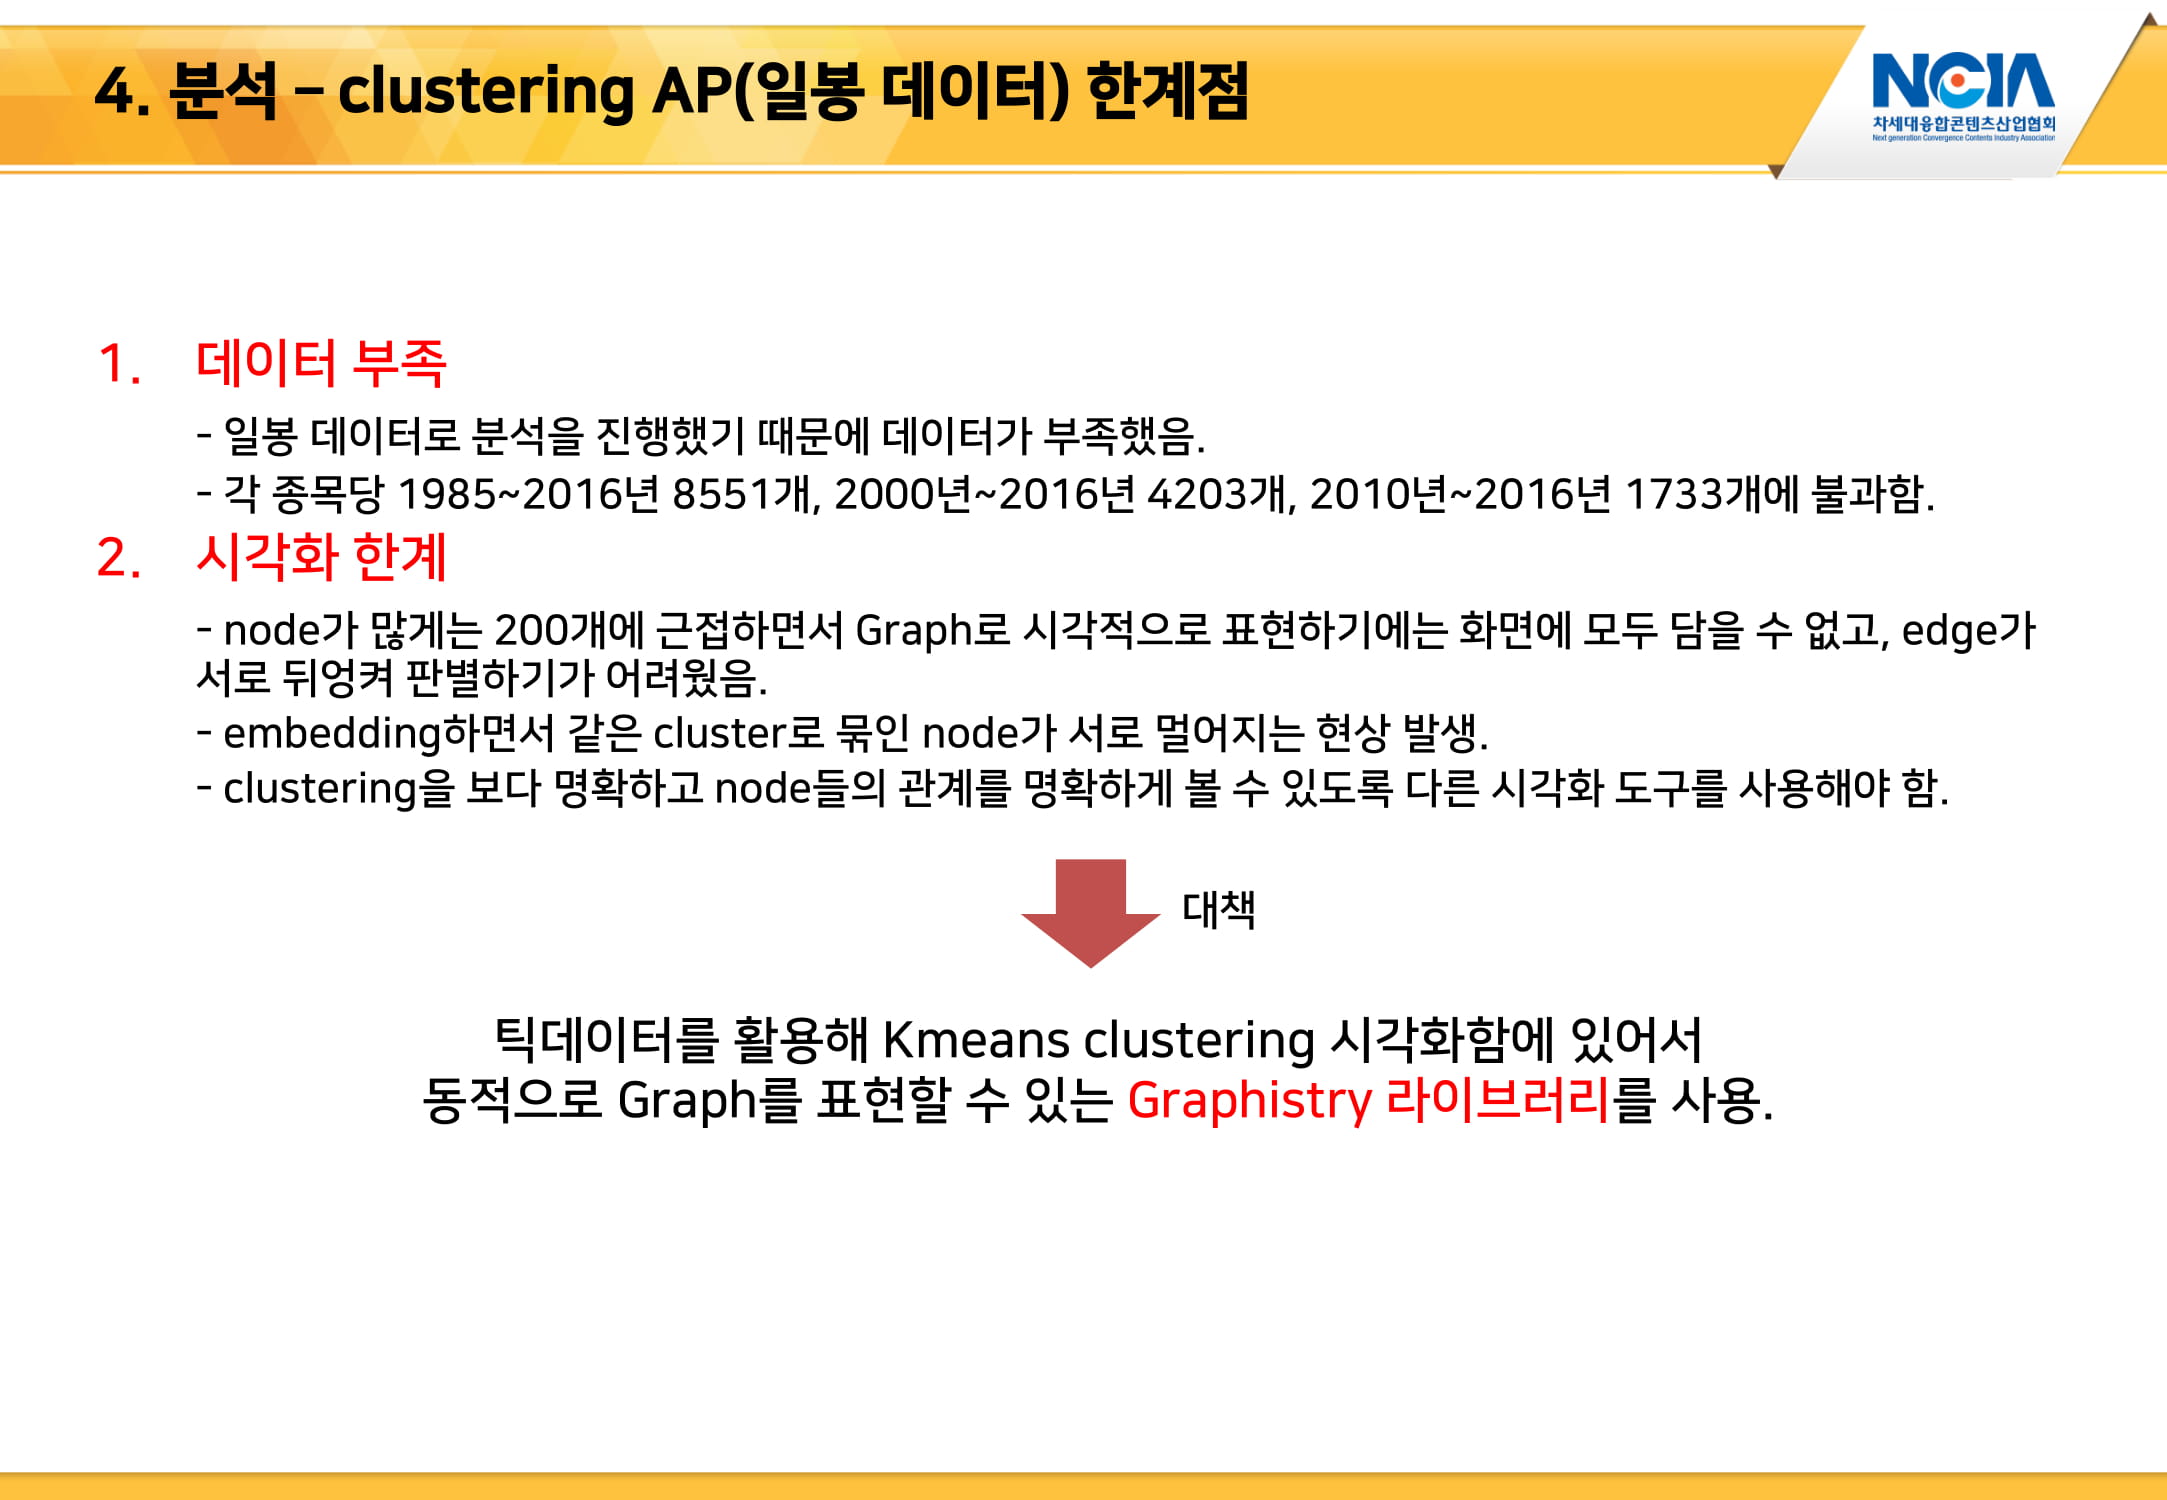 4. 분석 – clustering AP(일봉 데이터) 한계점
NCIA
차세대융합콘텐츠산업협회
Next generation Convergence Contents Industry Association
1. 데이터 부족
- 일봉 데이터로 분석을 진행했기 때문에 데이터가 부족했음.
- 각 종목당 1985~2016년 8551개, 2000년~2016년 4203개, 2010년~2016년 1733개에 불과함.
2. 시각화 한계
- node가 많게는 200개에 근접하면서 Graph로 시각적으로 표현하기에는 화면에 모두 담을 수 없고, edge가
서로 뒤엉켜 판별하기가 어려웠음.
- embedding하면서 같은 cluster로 묶인 node가 서로 멀어지는 현상 발생.
- clustering을 보다 명확하고 node들의 관계를 명확하게 볼 수 있도록 다른 시각화 도구를 사용해야 함.
대책
틱데이터를 활용해 Kmeans clustering 시각화함에 있어서
동적으로 Graph를 표현할 수 있는 Graphistry 라이브러리를 사용.